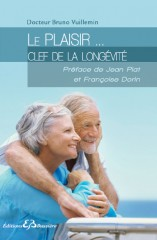 Docteur Bruno Vuillemin
LE PLAISIR ...
CLEF DE LA LONGÉVITÉ
Préface de Jean Piat
et Françoise Dorin
Éditions Bussière